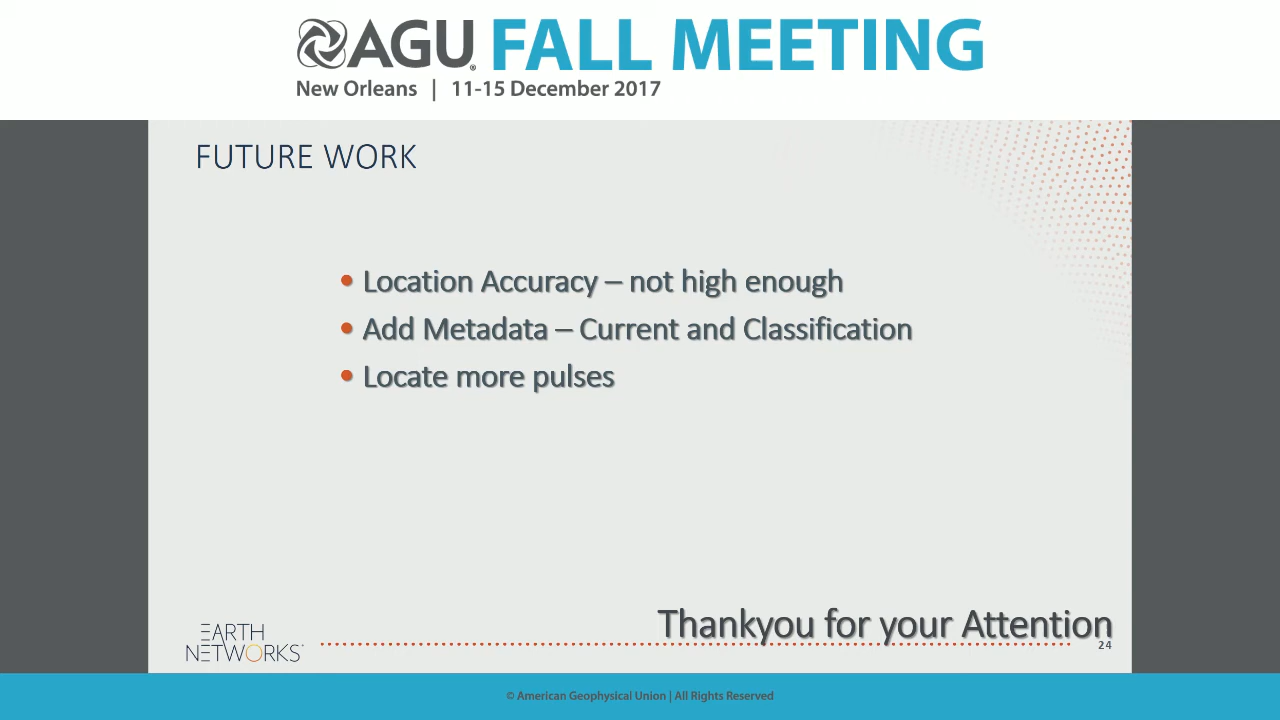 AGU FALL MEETING
New Orleans | 11-15 December 2017
FUTURE WORK
• Location Accuracy – not high enough
• Add Metadata – Current and Classification
• Locate more pulses
Thankyou for your Attention
EARTH
NETWORKS
24
© American Geophysical Union | All Rights Reserved